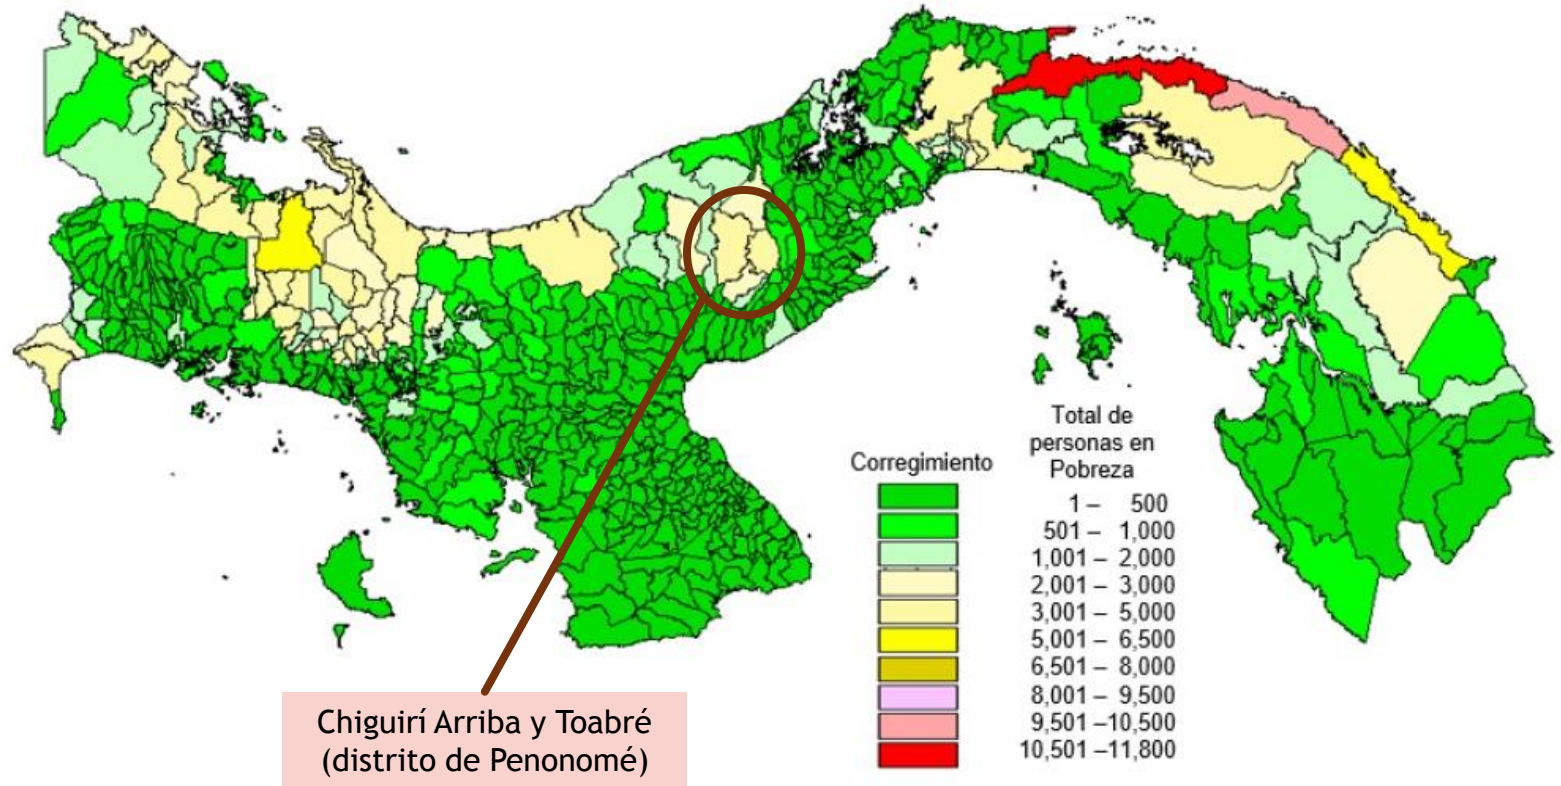 Total de
personas en
Pobreza
Corregimiento
1 – 500
501 – 1,000
1,001 – 2,000
2,001 – 3,000
3,001 – 5,000
5,001 – 6,500
6,501 – 8,000
8,001 – 9,500
9,501 –10,500
10,501 –11,800
Chiguirí Arriba y Toabré
(distrito de Penonomé)